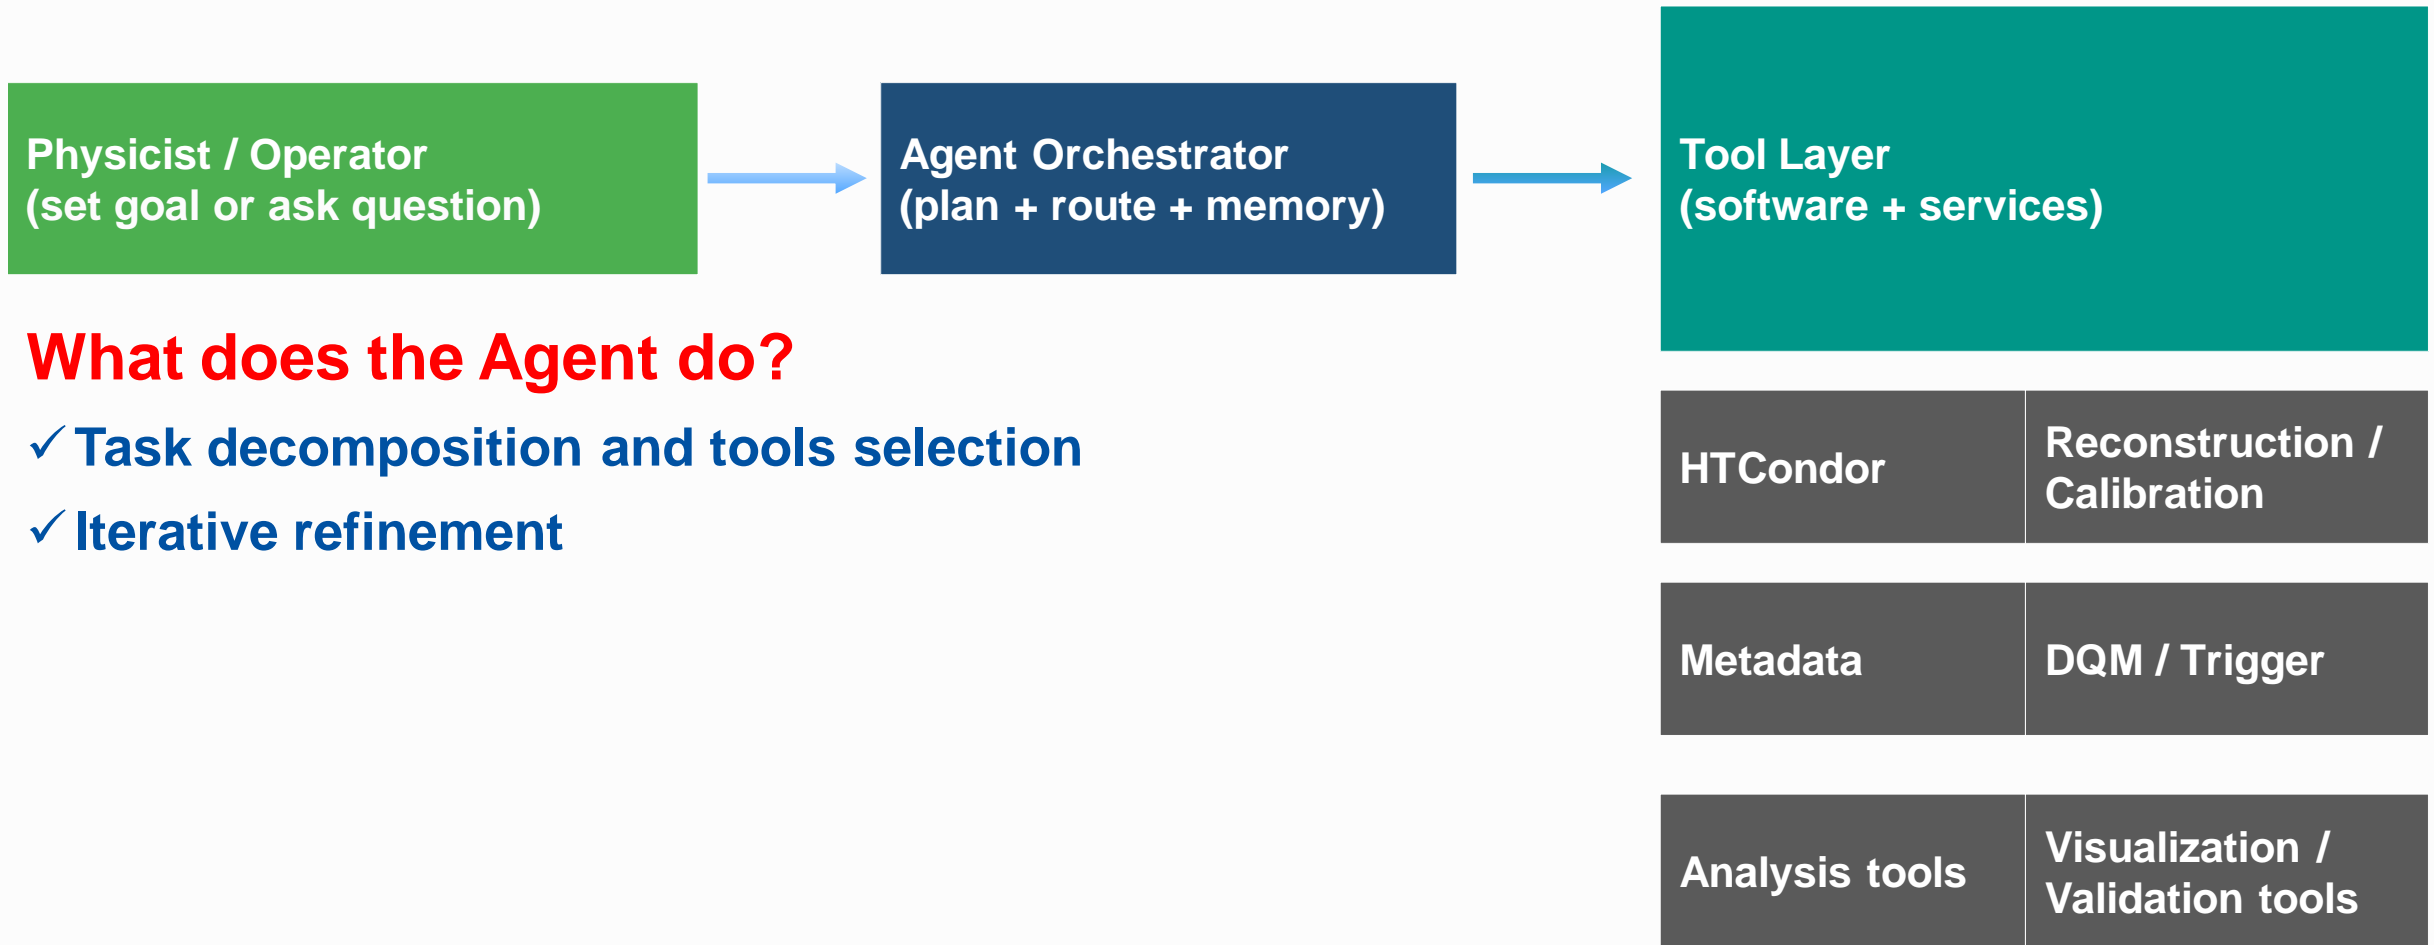 Physicist / Operator
(set goal or ask question)
Agent Orchestrator
(plan + route + memory)
Tool Layer
(software + services)
What does the Agent do?
✓ Task decomposition and tools selection
✓ Iterative refinement
HTCondor
Reconstruction /
Calibration
Metadata
DQM / Trigger
Analysis tools
Visualization /
Validation tools